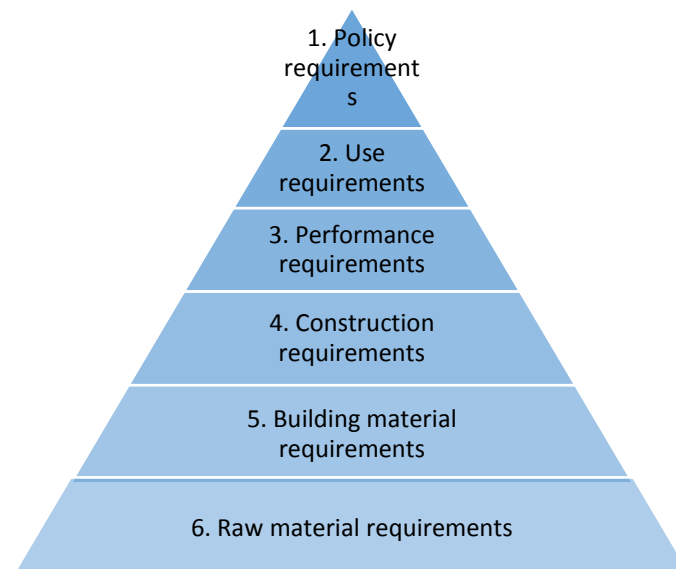 1. Policy
requirement
s
2. Use
requirements
3. Performance
requirements
4. Construction
requirements
5. Building material
requirements
6. Raw material requirements